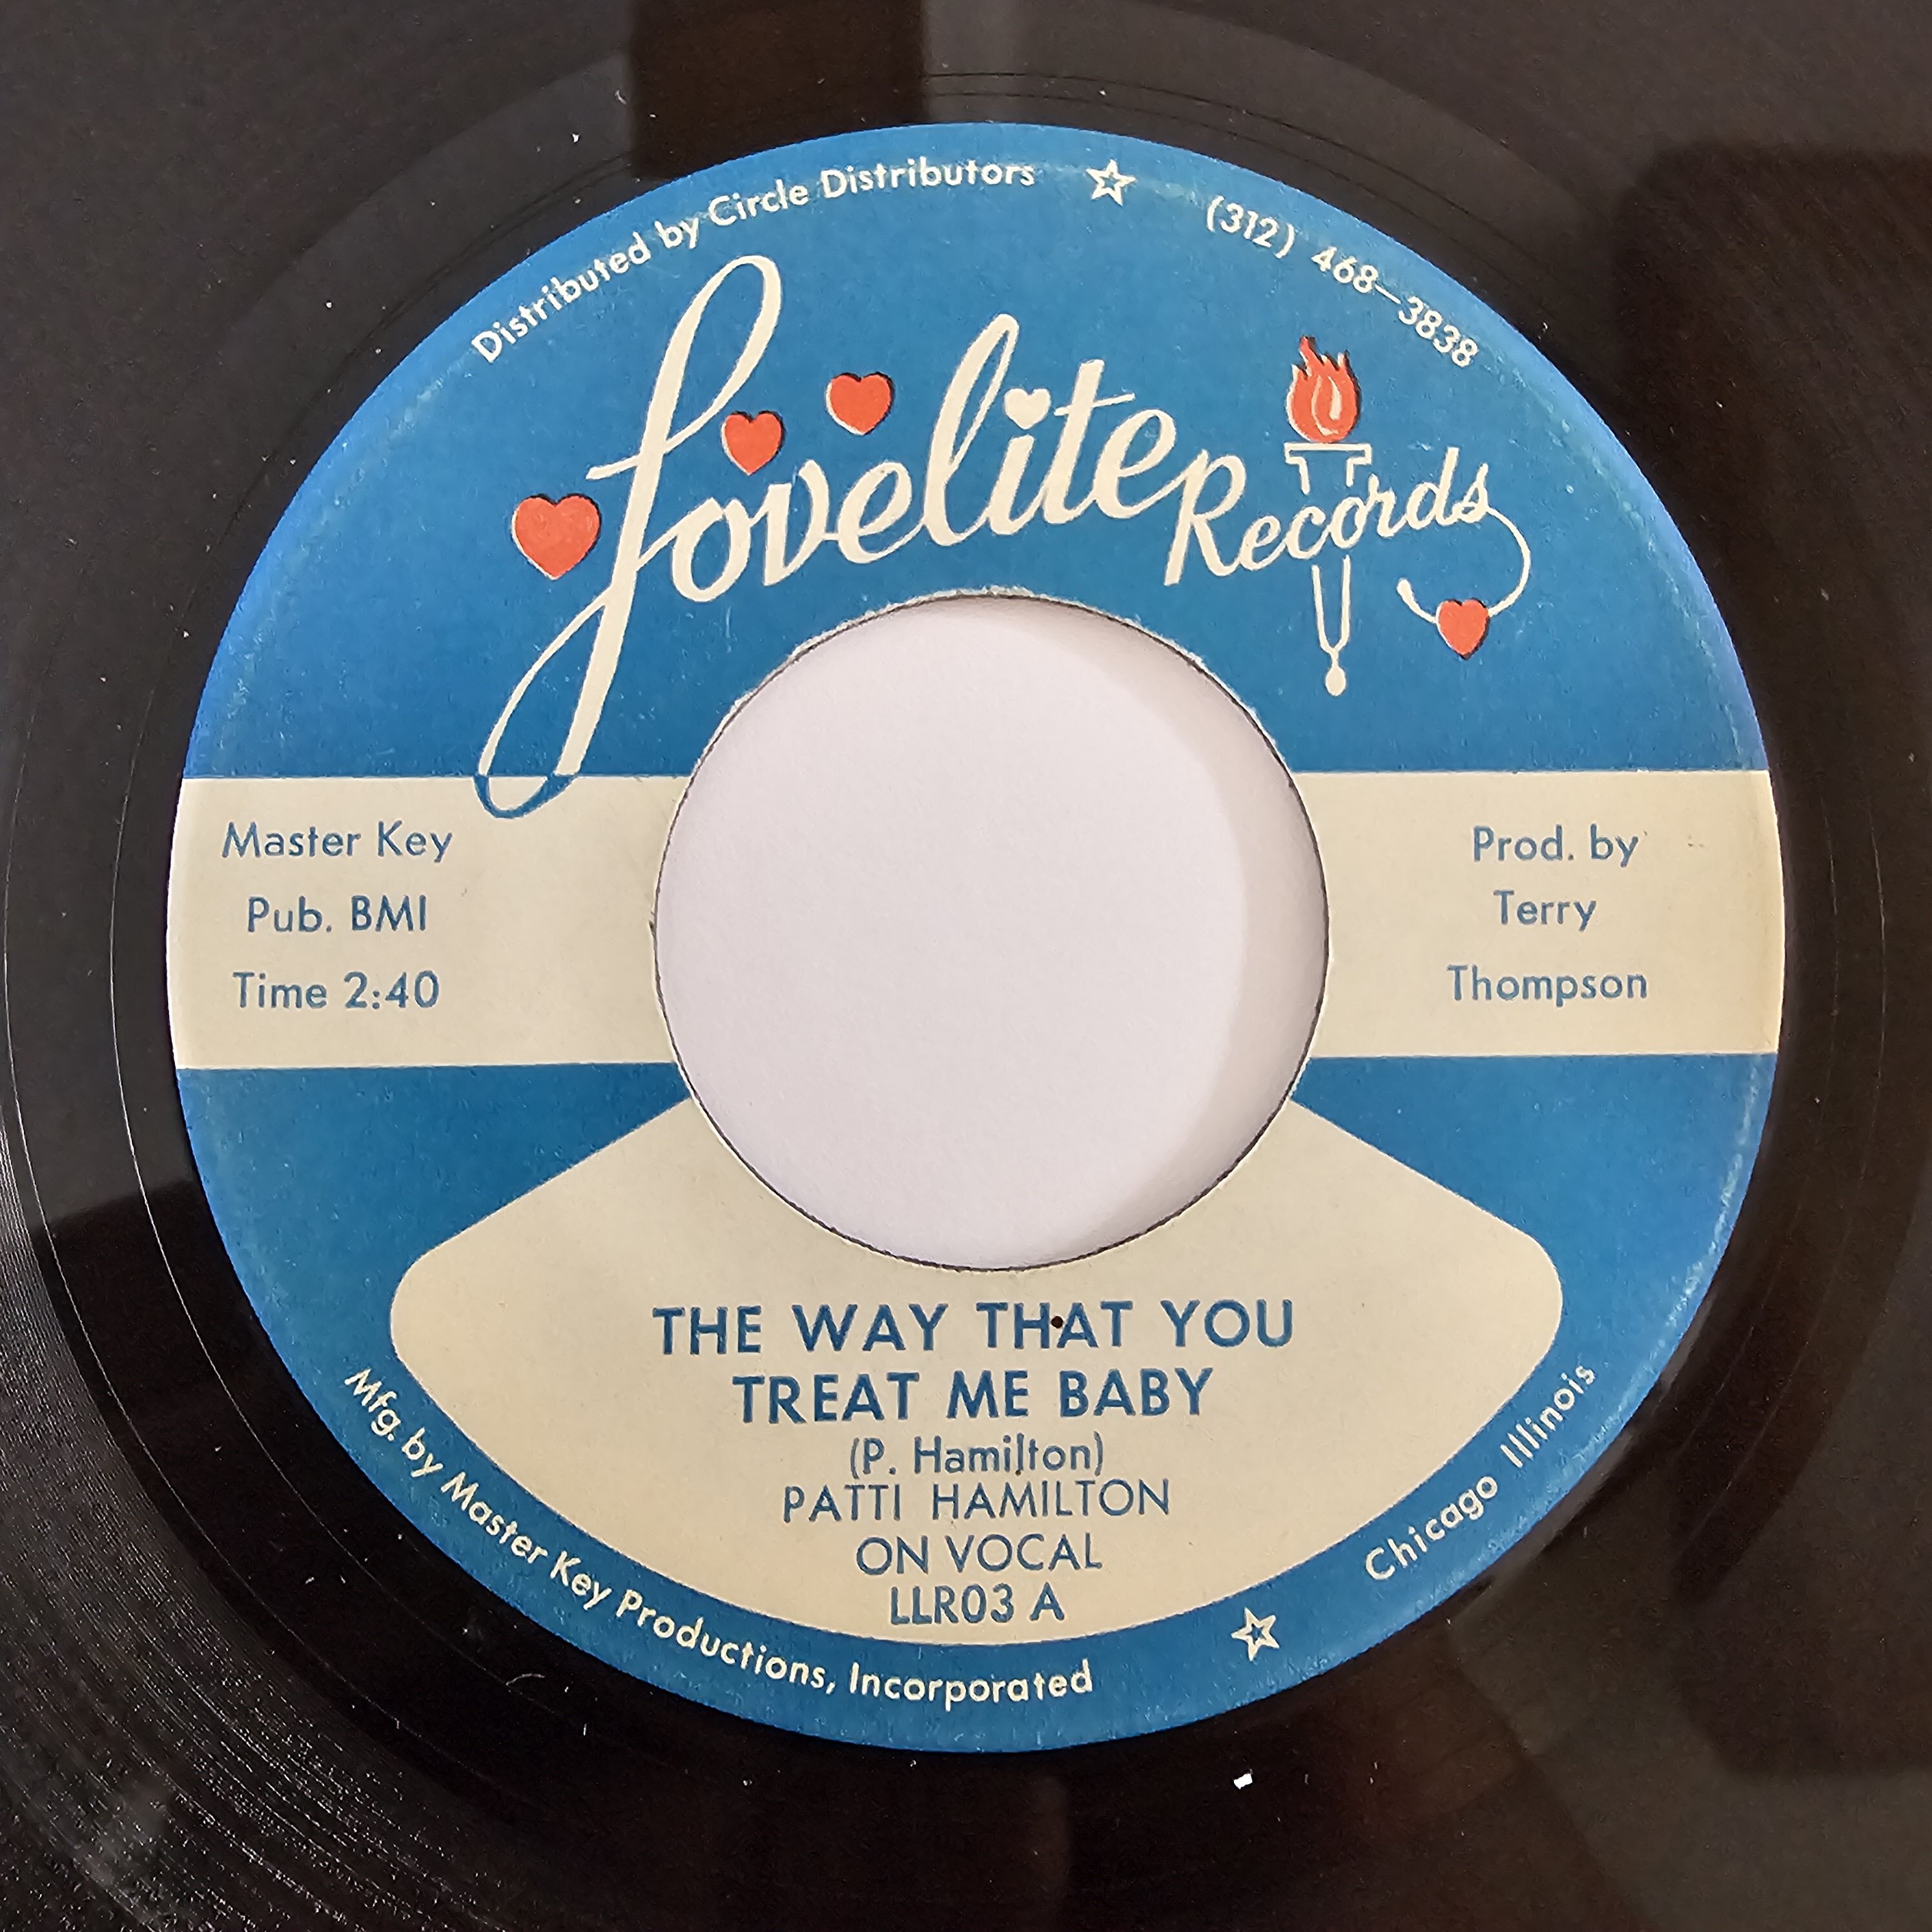 Distributed by Circle Distributors ☆ (312) 468-3838
Lovelite Records
Master Key
Pub. BMI
Time 2:40
Prod. by
Terry
Thompson
THE WAY THAT YOU
TREAT ME BABY
(P. Hamilton)
PATTI HAMILTON
ON VOCAL
LLR03 A
Mfg. by Master Key Productions, Incorporated ☆ Chicago Illinois